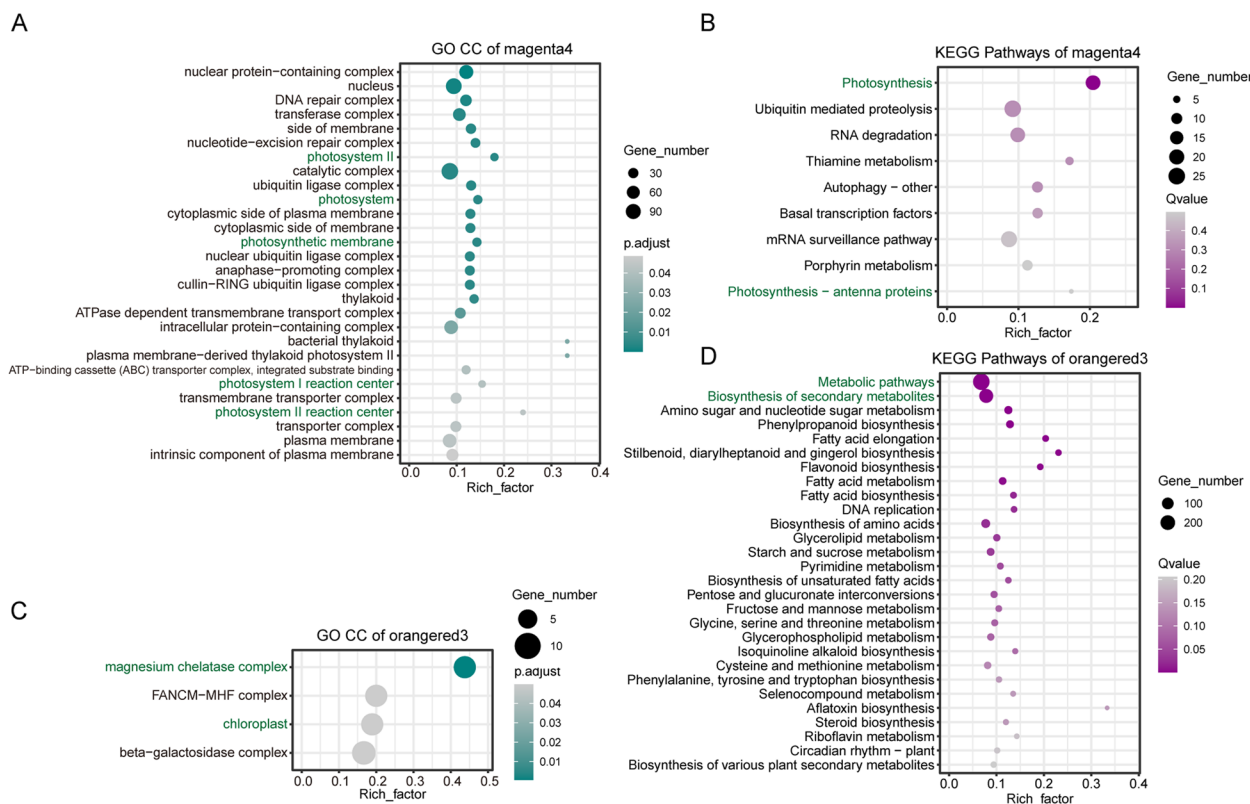 A
GO CC of magenta4
nuclear protein−containing complex
nucleus
DNA repair complex
transferase complex
side of membrane
nucleotide−excision repair complex
photosystem II
catalytic complex
ubiquitin ligase complex
photosystem
cytoplasmic side of plasma membrane
cytoplasmic side of membrane
photosynthetic membrane
nuclear ubiquitin ligase complex
anaphase−promoting complex
cullin−RING ubiquitin ligase complex
thylakoid
ATPase dependent transmembrane transport complex
intracellular protein−containing complex
bacterial thylakoid
plasma membrane−derived thylakoid photosystem II
ATP−binding cassette (ABC) transporter complex, integrated substrate binding
photosystem I reaction center
transmembrane transporter complex
photosystem II reaction center
transporter complex
plasma membrane
intrinsic component of plasma membrane
0.0 0.1 0.2 0.3 0.4
Rich_factor
Gene_number
30
60
90
p.adjust
0.04
0.03
0.02
0.01
B
KEGG Pathways of magenta4
Photosynthesis
Ubiquitin mediated proteolysis
RNA degradation
Thiamine metabolism
Autophagy − other
Basal transcription factors
mRNA surveillance pathway
Porphyrin metabolism
Photosynthesis − antenna proteins
0.0 0.1 0.2
Rich_factor
Gene_number
5
10
15
20
25
Qvalue
0.4
0.3
0.2
0.1
C
GO CC of orangered3
magnesium chelatase complex
FANCM−MHF complex
chloroplast
beta−galactosidase complex
0.0 0.1 0.2 0.3 0.4 0.5
Rich_factor
Gene_number
5
10
p.adjust
0.04
0.03
0.02
0.01
D
KEGG Pathways of orangered3
Metabolic pathways
Biosynthesis of secondary metabolites
Amino sugar and nucleotide sugar metabolism
Phenylpropanoid biosynthesis
Fatty acid elongation
Stilbenoid, diarylheptanoid and gingerol biosynthesis
Flavonoid biosynthesis
Fatty acid metabolism
Fatty acid biosynthesis
DNA replication
Biosynthesis of amino acids
Glycerolipid metabolism
Starch and sucrose metabolism
Pyrimidine metabolism
Biosynthesis of unsaturated fatty acids
Pentose and glucuronate interconversions
Fructose and mannose metabolism
Glycine, serine and threonine metabolism
Glycerophospholipid metabolism
Isoquinoline alkaloid biosynthesis
Cysteine and methionine metabolism
Phenylalanine, tyrosine and tryptophan biosynthesis
Selenocompound metabolism
Aflatoxin biosynthesis
Steroid biosynthesis
Riboflavin metabolism
Circadian rhythm − plant
Biosynthesis of various plant secondary metabolites
0.0 0.1 0.2 0.3 0.4
Rich_factor
Gene_number
100
200
Qvalue
0.20
0.15
0.10
0.05